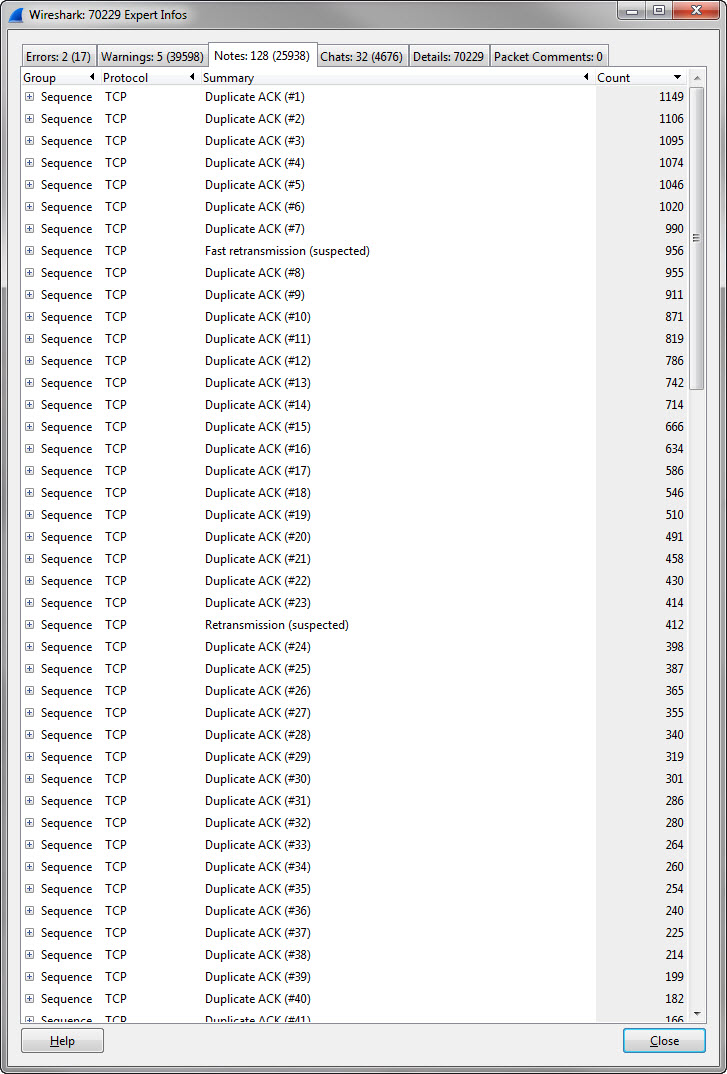 Wireshark: 70229 Expert Infos
Errors: 2 (17) Warnings: 5 (39598) Notes: 128 (25938) Chats: 32 (4676) Details: 70229 Packet Comments: 0
Group Protocol Summary Count
Sequence TCP Duplicate ACK (#1) 1149
Sequence TCP Duplicate ACK (#2) 1106
Sequence TCP Duplicate ACK (#3) 1095
Sequence TCP Duplicate ACK (#4) 1074
Sequence TCP Duplicate ACK (#5) 1046
Sequence TCP Duplicate ACK (#6) 1020
Sequence TCP Duplicate ACK (#7) 990
Sequence TCP Fast retransmission (suspected) 956
Sequence TCP Duplicate ACK (#8) 955
Sequence TCP Duplicate ACK (#9) 911
Sequence TCP Duplicate ACK (#10) 871
Sequence TCP Duplicate ACK (#11) 819
Sequence TCP Duplicate ACK (#12) 786
Sequence TCP Duplicate ACK (#13) 742
Sequence TCP Duplicate ACK (#14) 714
Sequence TCP Duplicate ACK (#15) 666
Sequence TCP Duplicate ACK (#16) 634
Sequence TCP Duplicate ACK (#17) 586
Sequence TCP Duplicate ACK (#18) 546
Sequence TCP Duplicate ACK (#19) 510
Sequence TCP Duplicate ACK (#20) 491
Sequence TCP Duplicate ACK (#21) 458
Sequence TCP Duplicate ACK (#22) 430
Sequence TCP Duplicate ACK (#23) 414
Sequence TCP Retransmission (suspected) 412
Sequence TCP Duplicate ACK (#24) 398
Sequence TCP Duplicate ACK (#25) 387
Sequence TCP Duplicate ACK (#26) 365
Sequence TCP Duplicate ACK (#27) 355
Sequence TCP Duplicate ACK (#28) 340
Sequence TCP Duplicate ACK (#29) 319
Sequence TCP Duplicate ACK (#30) 301
Sequence TCP Duplicate ACK (#31) 286
Sequence TCP Duplicate ACK (#32) 280
Sequence TCP Duplicate ACK (#33) 264
Sequence TCP Duplicate ACK (#34) 260
Sequence TCP Duplicate ACK (#35) 254
Sequence TCP Duplicate ACK (#36) 240
Sequence TCP Duplicate ACK (#37) 225
Sequence TCP Duplicate ACK (#38) 214
Sequence TCP Duplicate ACK (#39) 199
Sequence TCP Duplicate ACK (#40) 182
Sequence TCP Duplicate ACK (#41) 166
Help Close